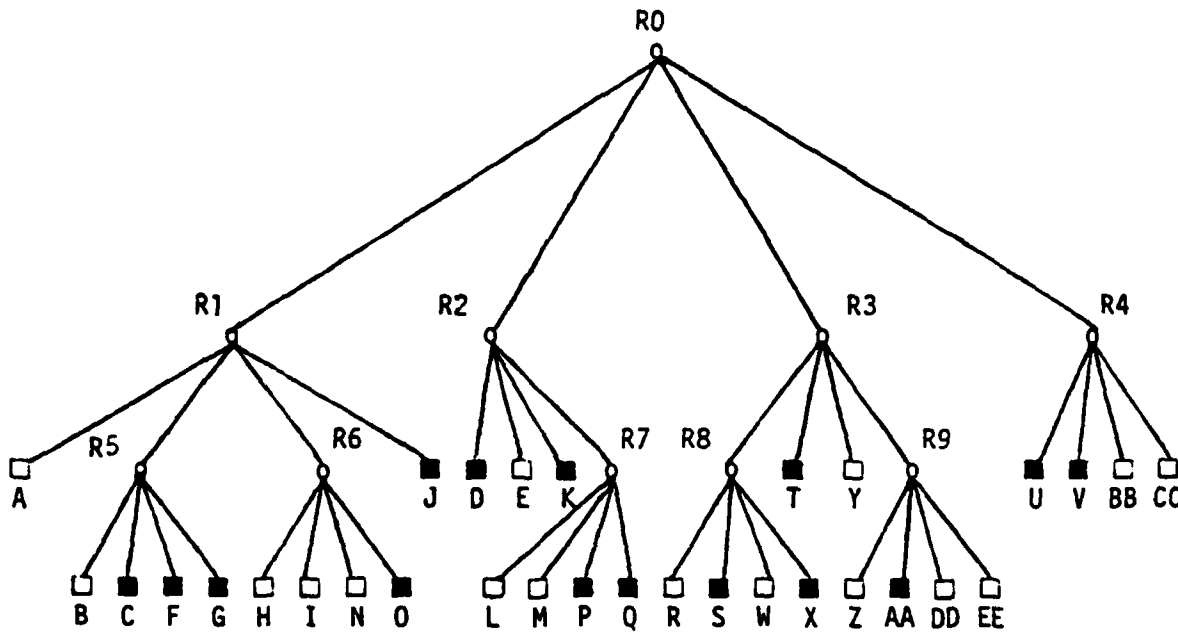 R0
R1 R2 R3 R4
R5 R6 R7 R8 R9
A J D E K T Y U V BB CC
B C F G H I N O L M P Q R S W X Z AA DD EE